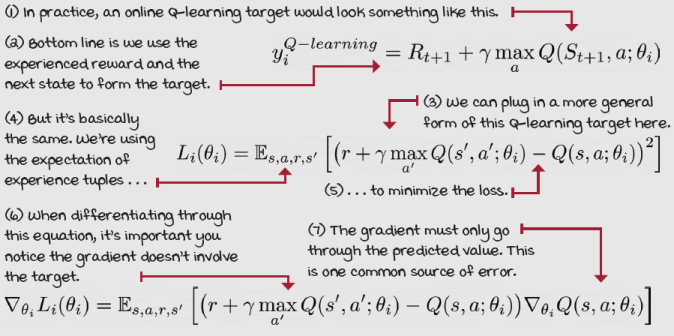 (1) In practice, an online Q-learning target would look something like this.
(2) Bottom line is we use the
experienced reward and the
next state to form the target.
y_i^{Q-learning} = R_{t+1} + γ max_a Q(S_{t+1}, a; θ_i)
(3) We can plug in a more general
form of this Q-learning target here.
(4) But it's basically
the same. We're using
the expectation of
experience tuples . . .
L_i(θ_i) = 𝔼_{s,a,r,s'} [(r + γ max_{a'} Q(s', a'; θ_i) − Q(s, a; θ_i))^2]
(5) . . . to minimize the loss.
(6) When differentiating through
this equation, it's important you
notice the gradient doesn't involve
the target.
(7) The gradient must only go
through the predicted value. This
is one common source of error.
∇_{θ_i} L_i(θ_i) = 𝔼_{s,a,r,s'} [(r + γ max_{a'} Q(s', a'; θ_i) − Q(s, a; θ_i))∇_{θ_i} Q(s, a; θ_i)]